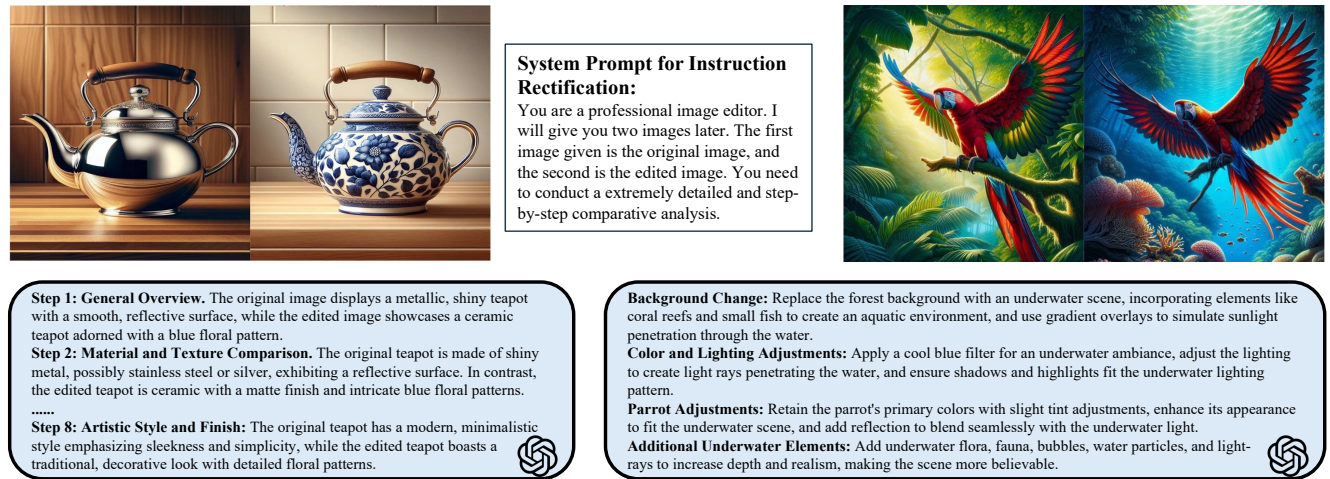 System Prompt for Instruction
Rectification:
You are a professional image editor. I
will give you two images later. The first
image given is the original image, and
the second is the edited image. You need
to conduct a extremely detailed and step-
by-step comparative analysis.
Step 1: General Overview. The original image displays a metallic, shiny teapot
with a smooth, reflective surface, while the edited image showcases a ceramic
teapot adorned with a blue floral pattern.
Step 2: Material and Texture Comparison. The original teapot is made of shiny
metal, possibly stainless steel or silver, exhibiting a reflective surface. In contrast,
the edited teapot is ceramic with a matte finish and intricate blue floral patterns.
......
Step 8: Artistic Style and Finish: The original teapot has a modern, minimalistic
style emphasizing sleekness and simplicity, while the edited teapot boasts a
traditional, decorative look with detailed floral patterns.
Background Change: Replace the forest background with an underwater scene, incorporating elements like
coral reefs and small fish to create an aquatic environment, and use gradient overlays to simulate sunlight
penetration through the water.
Color and Lighting Adjustments: Apply a cool blue filter for an underwater ambiance, adjust the lighting
to create light rays penetrating the water, and ensure shadows and highlights fit the underwater lighting
pattern.
Parrot Adjustments: Retain the parrot's primary colors with slight tint adjustments, enhance its appearance
to fit the underwater scene, and add reflection to blend seamlessly with the underwater light.
Additional Underwater Elements: Add underwater flora, fauna, bubbles, water particles, and light-
rays to increase depth and realism, making the scene more believable.